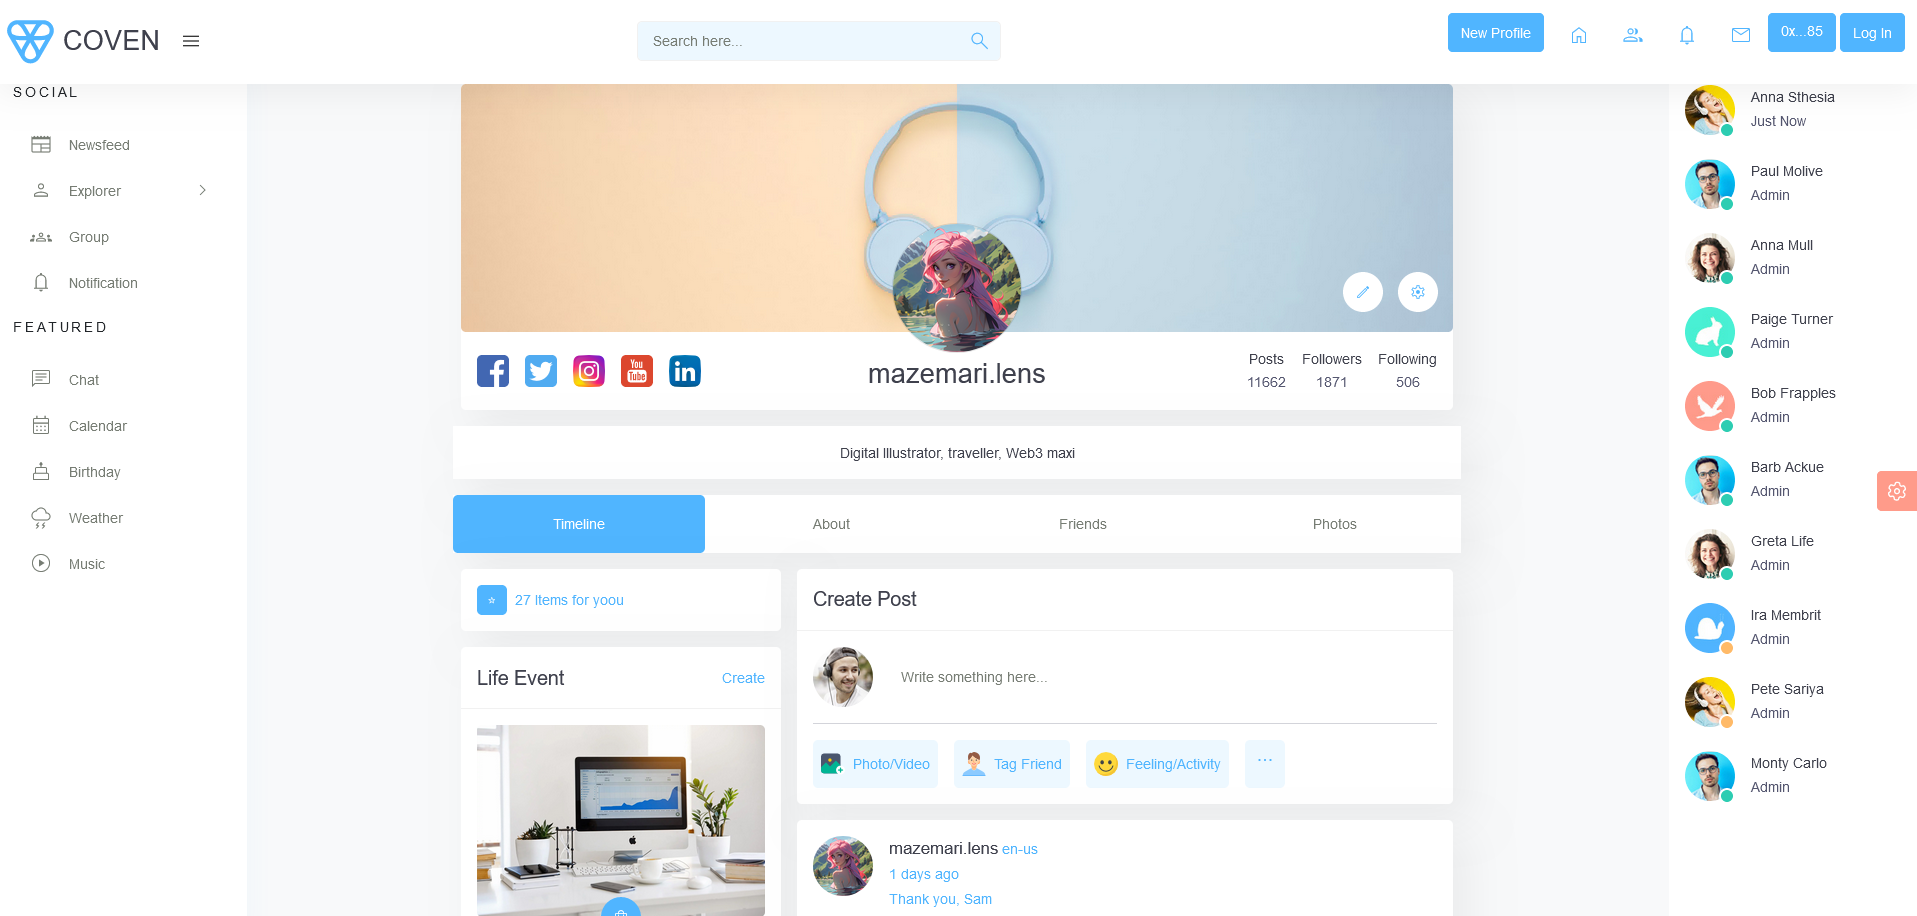 COVEN
Search here...
New Profile
0x...85
Log In
SOCIAL
Newsfeed
Explorer
Group
Notification
FEATURED
Chat
Calendar
Birthday
Weather
Music
You
Tube
in
mazemari.lens
Posts
11662
Followers
1871
Following
506
Digital Illustrator, traveller, Web3 maxi
Timeline
About
Friends
Photos
27 Items for yoou
Life Event
Create
Create Post
Write something here...
Photo/Video
Tag Friend
Feeling/Activity
mazemari.lens en-us
1 days ago
Thank you, Sam
Anna Sthesia
Just Now
Paul Molive
Admin
Anna Mull
Admin
Paige Turner
Admin
Bob Frapples
Admin
Barb Ackue
Admin
Greta Life
Admin
Ira Membrit
Admin
Pete Sariya
Admin
Monty Carlo
Admin